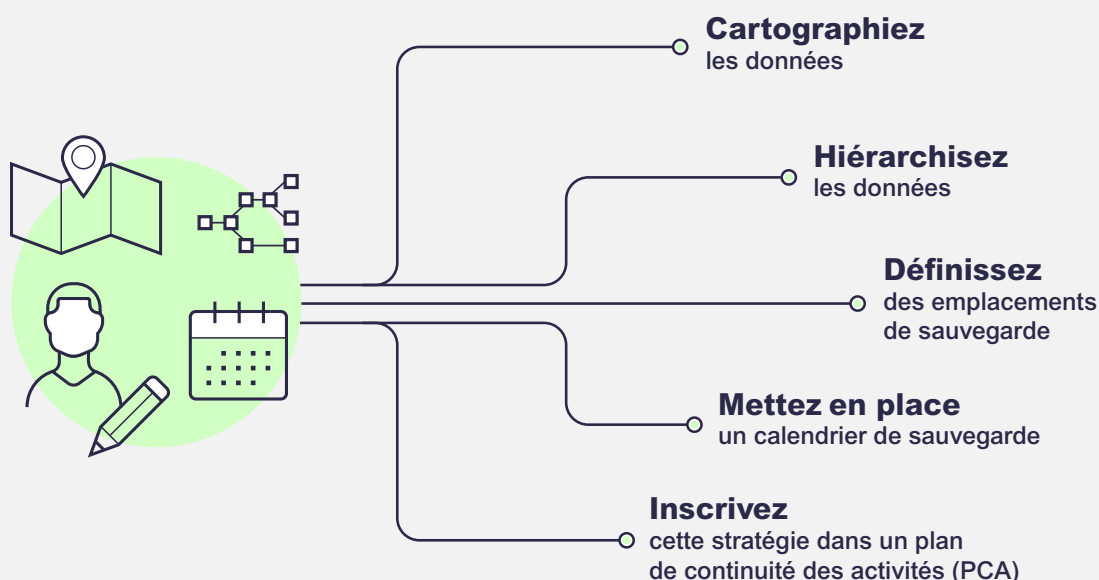 Cartographiez
les données
Hiérarchisez
les données
Définissez
des emplacements
de sauvegarde
Mettez en place
un calendrier de sauvegarde
Inscrivez
cette stratégie dans un plan
de continuité des activités (PCA)